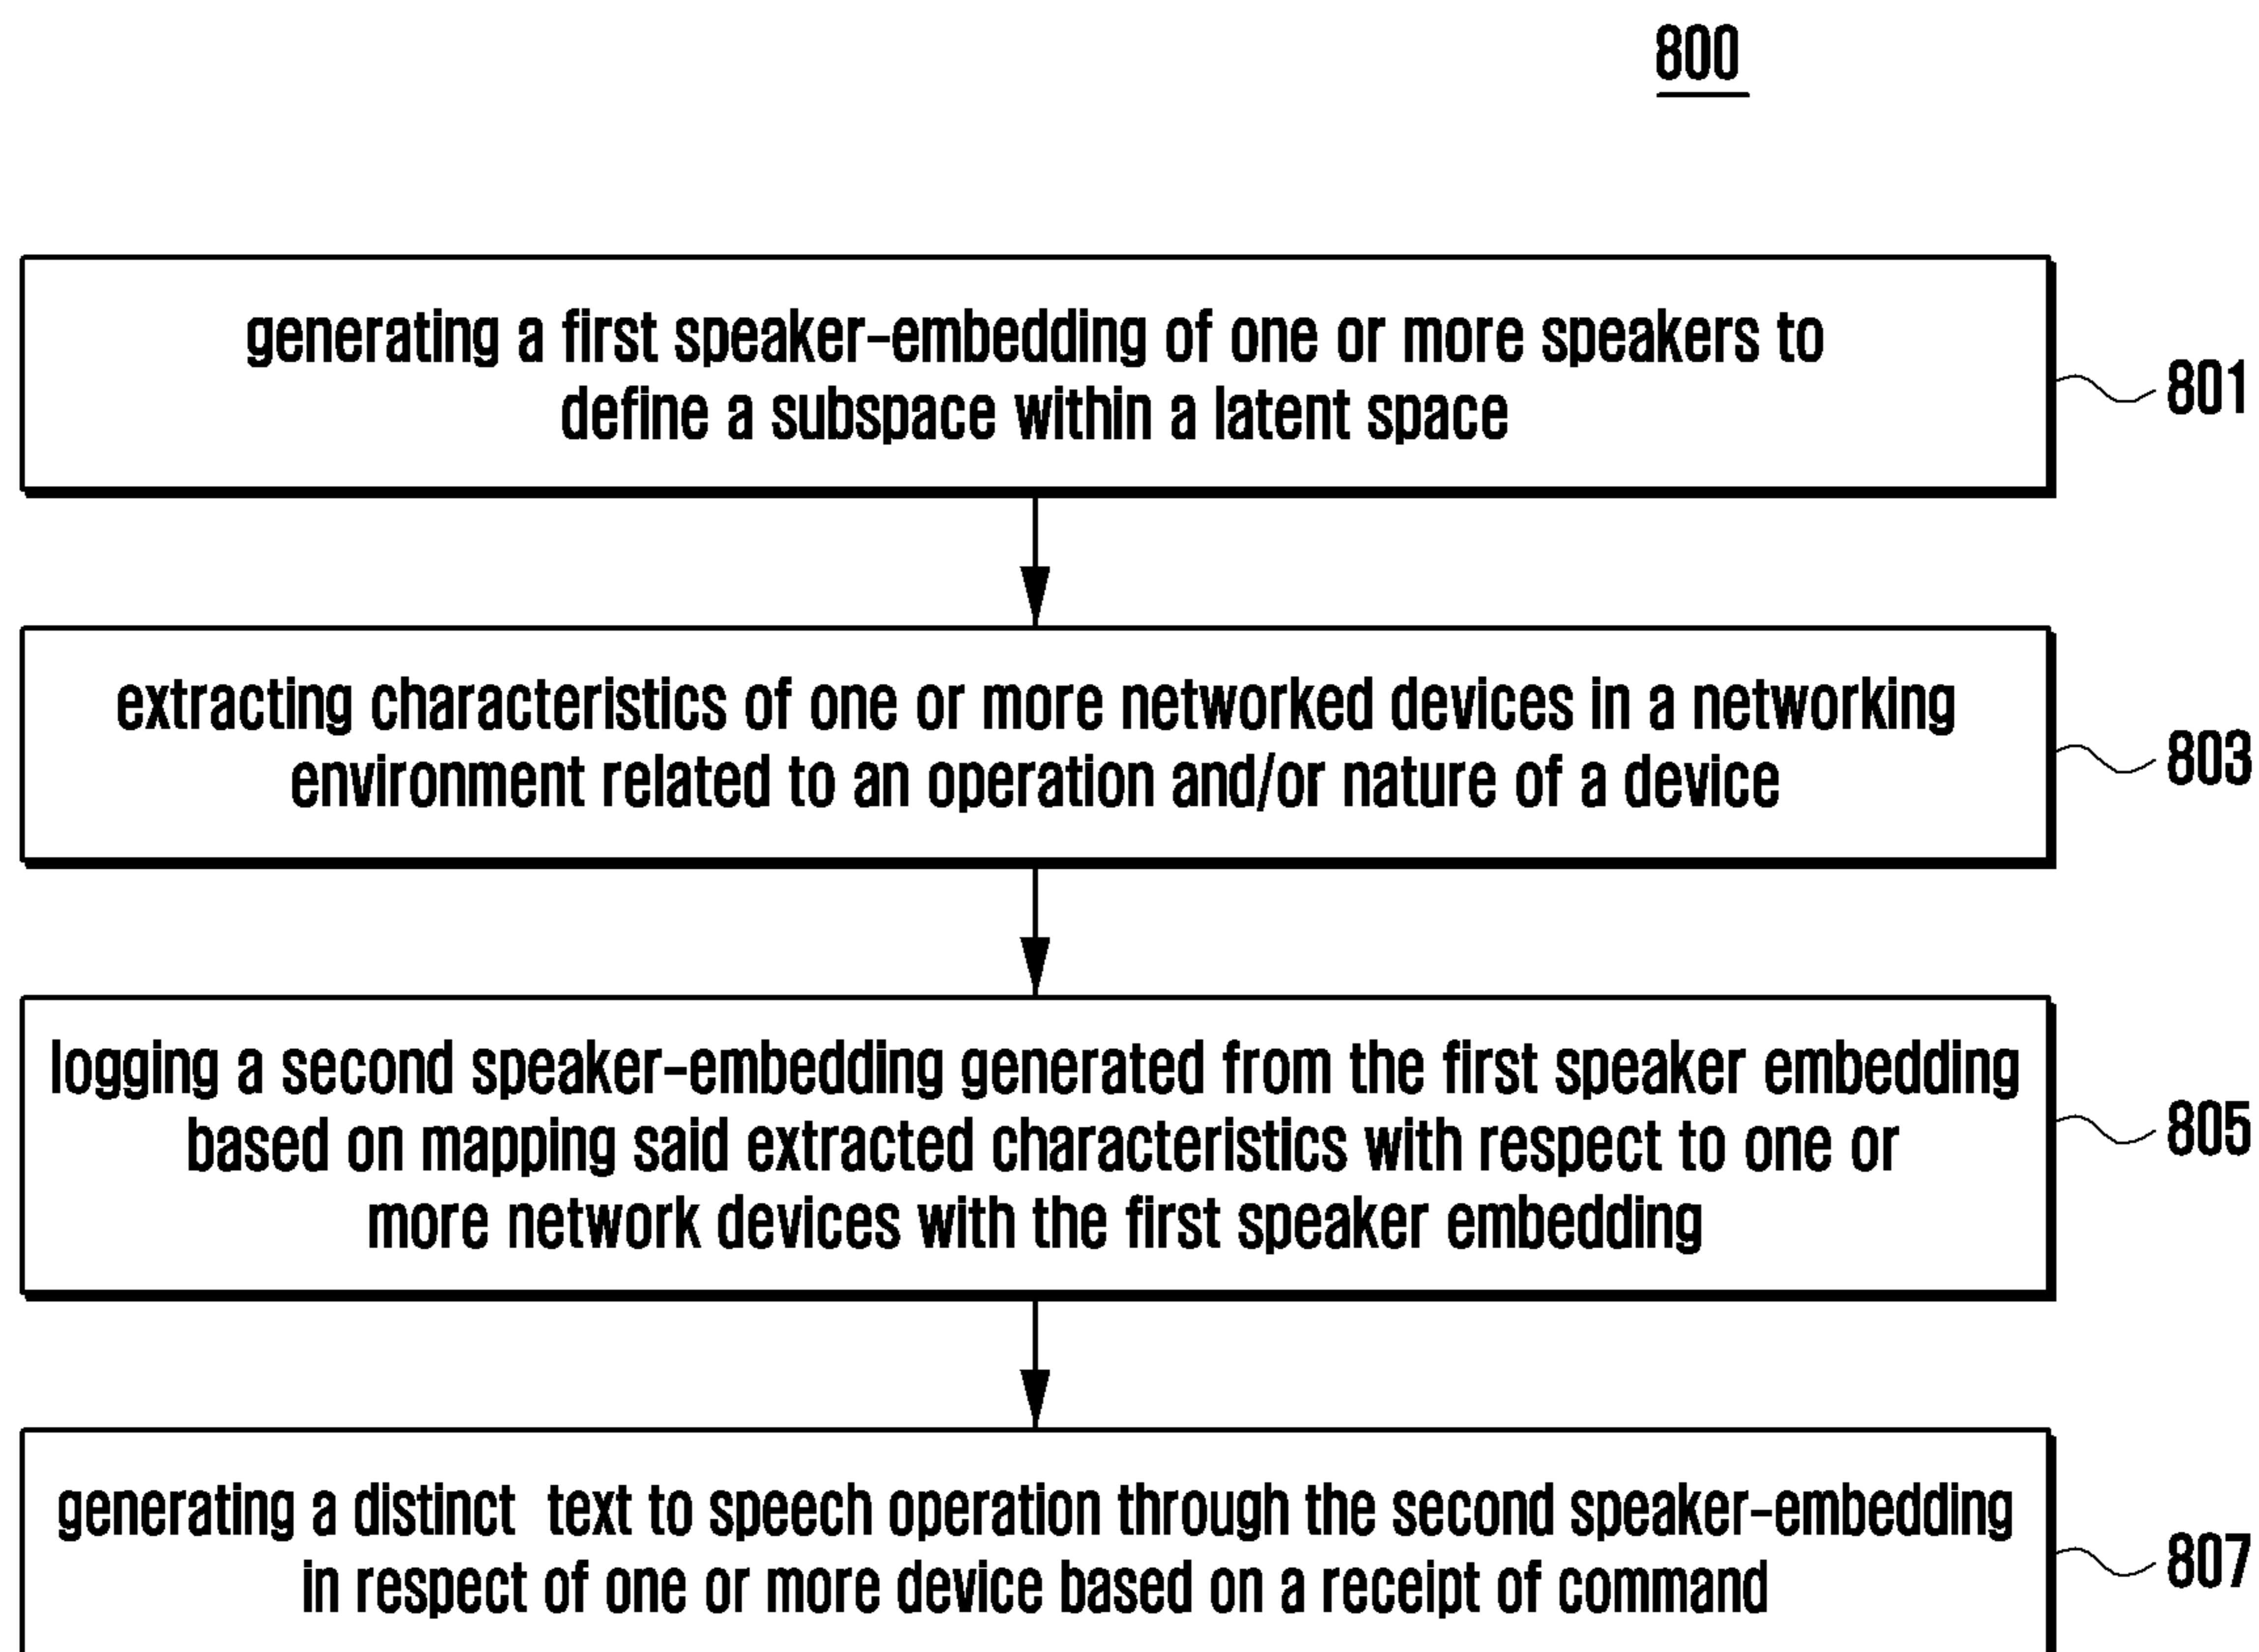 800
generating a first speaker-embedding of one or more speakers to
define a subspace within a latent space
801
extracting characteristics of one or more networked devices in a networking
environment related to an operation and/or nature of a device
803
logging a second speaker-embedding generated from the first speaker embedding
based on mapping said extracted characteristics with respect to one or
more network devices with the first speaker embedding
805
generating a distinct text to speech operation through the second speaker-embedding
in respect of one or more device based on a receipt of command
807